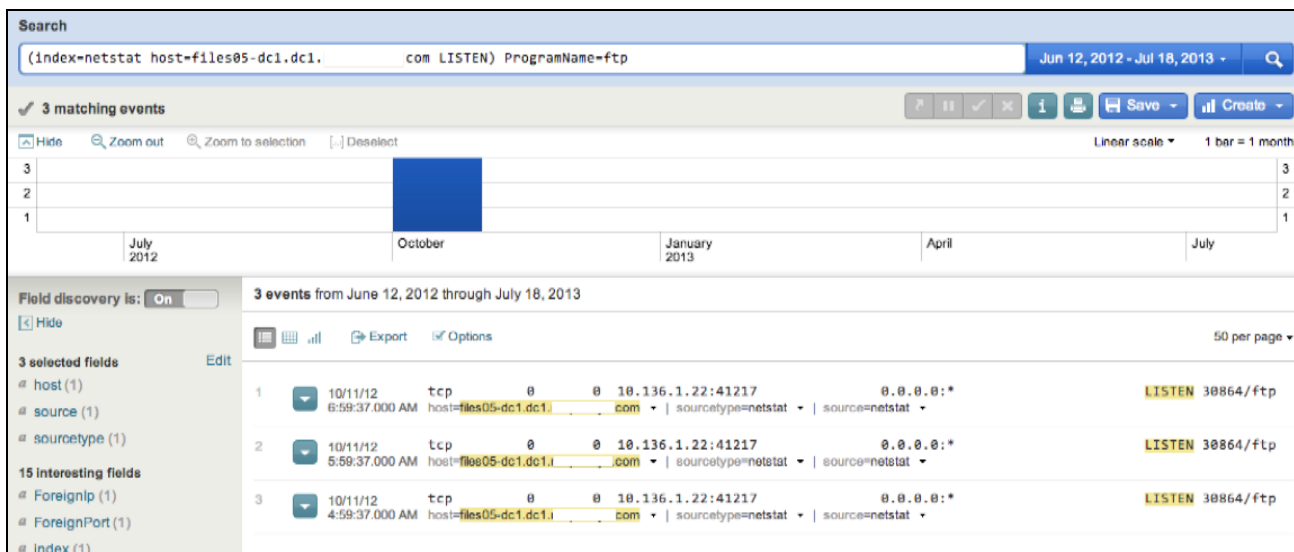 Search
(index=netstat host=files05-dc1.dc1. com LISTEN) ProgramName=ftp Jun 12, 2012 - Jul 18, 2013
3 matching events i Save Create
Hide Zoom out Zoom to selection [..] Deselect Linear scale 1 bar = 1 month
3 3
2 2
1 1
July October January April July
2012 2013
Field discovery is: On 3 events from June 12, 2012 through July 18, 2013
Hide
Export Options 50 per page
3 selected fields Edit
a host (1)
a source (1)
a sourcetype (1)
15 interesting fields
a ForeignIp (1)
a ForeignPort (1)
a index (1)
1 10/11/12 tcp 0 0 10.136.1.22:41217 0.0.0.0:* LISTEN 30864/ftp
6:59:37.000 AM host=files05-dc1.dc1. .com | sourcetype=netstat | source=netstat
2 10/11/12 tcp 0 0 10.136.1.22:41217 0.0.0.0:* LISTEN 30864/ftp
5:59:37.000 AM host=files05-dc1.dc1. .com | sourcetype=netstat | source=netstat
3 10/11/12 tcp 0 0 10.136.1.22:41217 0.0.0.0:* LISTEN 30864/ftp
4:59:37.000 AM host=files05-dc1.dc1. com | sourcetype=netstat | source=netstat